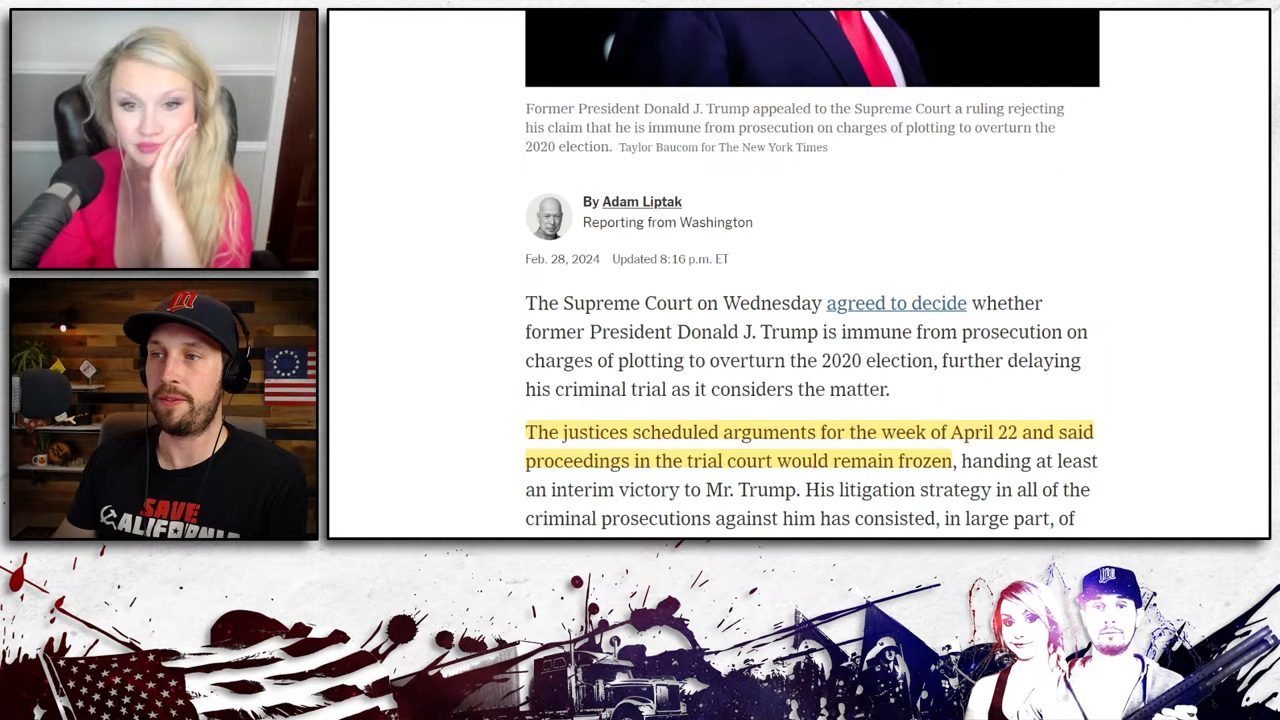 Former President Donald J. Trump appealed to the Supreme Court a ruling rejecting
his claim that he is immune from prosecution on charges of plotting to overturn the
2020 election. Taylor Baucom for The New York Times
By Adam Liptak
Reporting from Washington
Feb. 28, 2024 Updated 8:16 p.m. ET
The Supreme Court on Wednesday agreed to decide whether
former President Donald J. Trump is immune from prosecution on
charges of plotting to overturn the 2020 election, further delaying
his criminal trial as it considers the matter.
The justices scheduled arguments for the week of April 22 and said
proceedings in the trial court would remain frozen, handing at least
an interim victory to Mr. Trump. His litigation strategy in all of the
criminal prosecutions against him has consisted, in large part, of
SAVE
CALIFORNIA